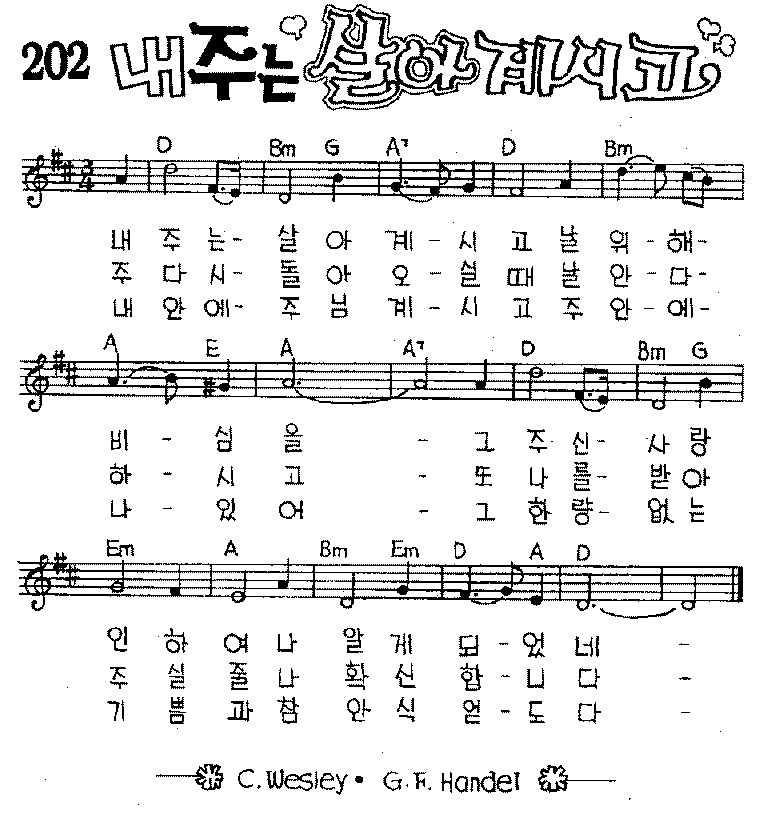 202 내 주는 살아 계시고
D Bm G A7 D Bm
3/4
내 주 는- 살 아 계 - 시 고 날 위 - 해-
주 다 시- 돌 아 오 - 실 때 날 안 - 다-
내 안 에- 주 님 계 - 시 고 주 안 - 에-
A E A A7 D Bm G
비 - 심 을 - 그 주 신- 사 랑
하 - 시 고 - 또 나 를- 받 아
나 - 있 어 - 그 한 량- 없 는
Em A Bm Em D A D
인 하 여 나 알 게 되 - 었 네 -
주 실 줄 나 확 신 함 - 니 다 -
기 쁨 과 참 안 식 얻 - 도 다 -
C. Wesley • G. F. Handel